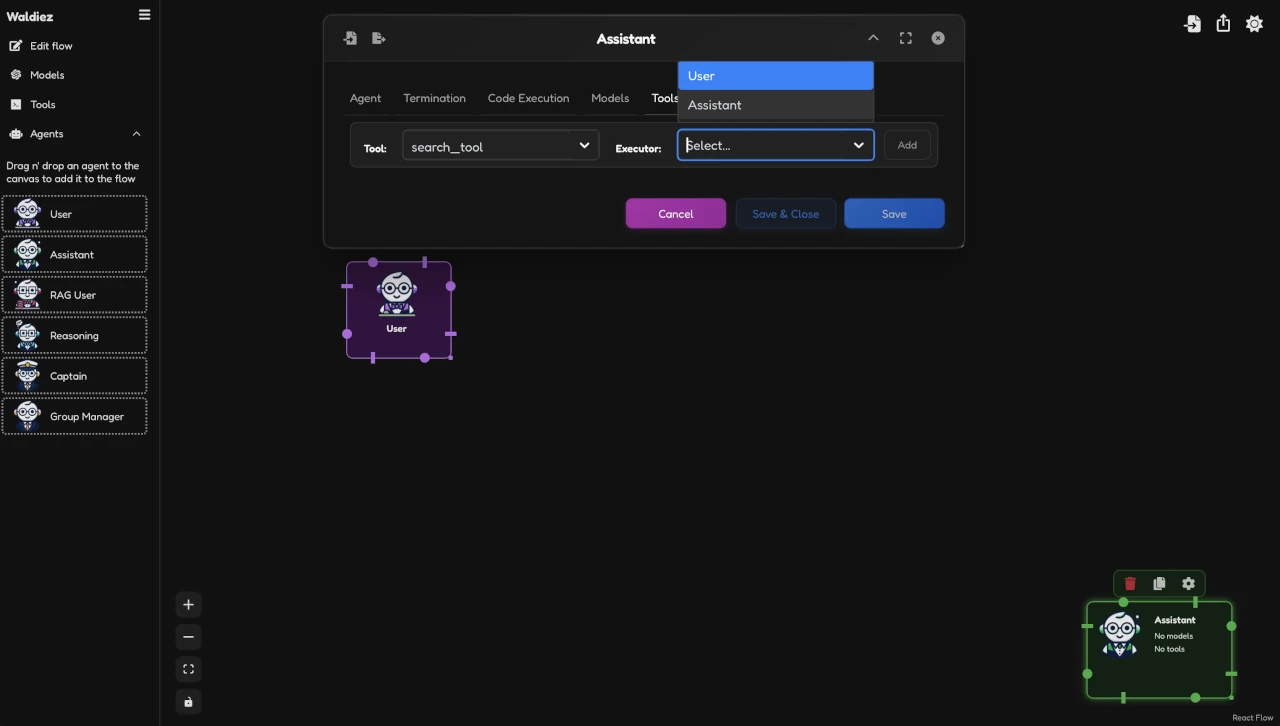 Waldiez
Edit flow
Models
Tools
Agents
Drag n' drop an agent to the
canvas to add it to the flow
User
Assistant
RAG User
Reasoning
Captain
Group Manager
Assistant
Agent
Termination
Code Execution
Models
Tools
User
Assistant
Tool:
search_tool
Executor:
Select...
Add
Cancel
Save & Close
Save
User
Assistant
No models
No tools
React Flow